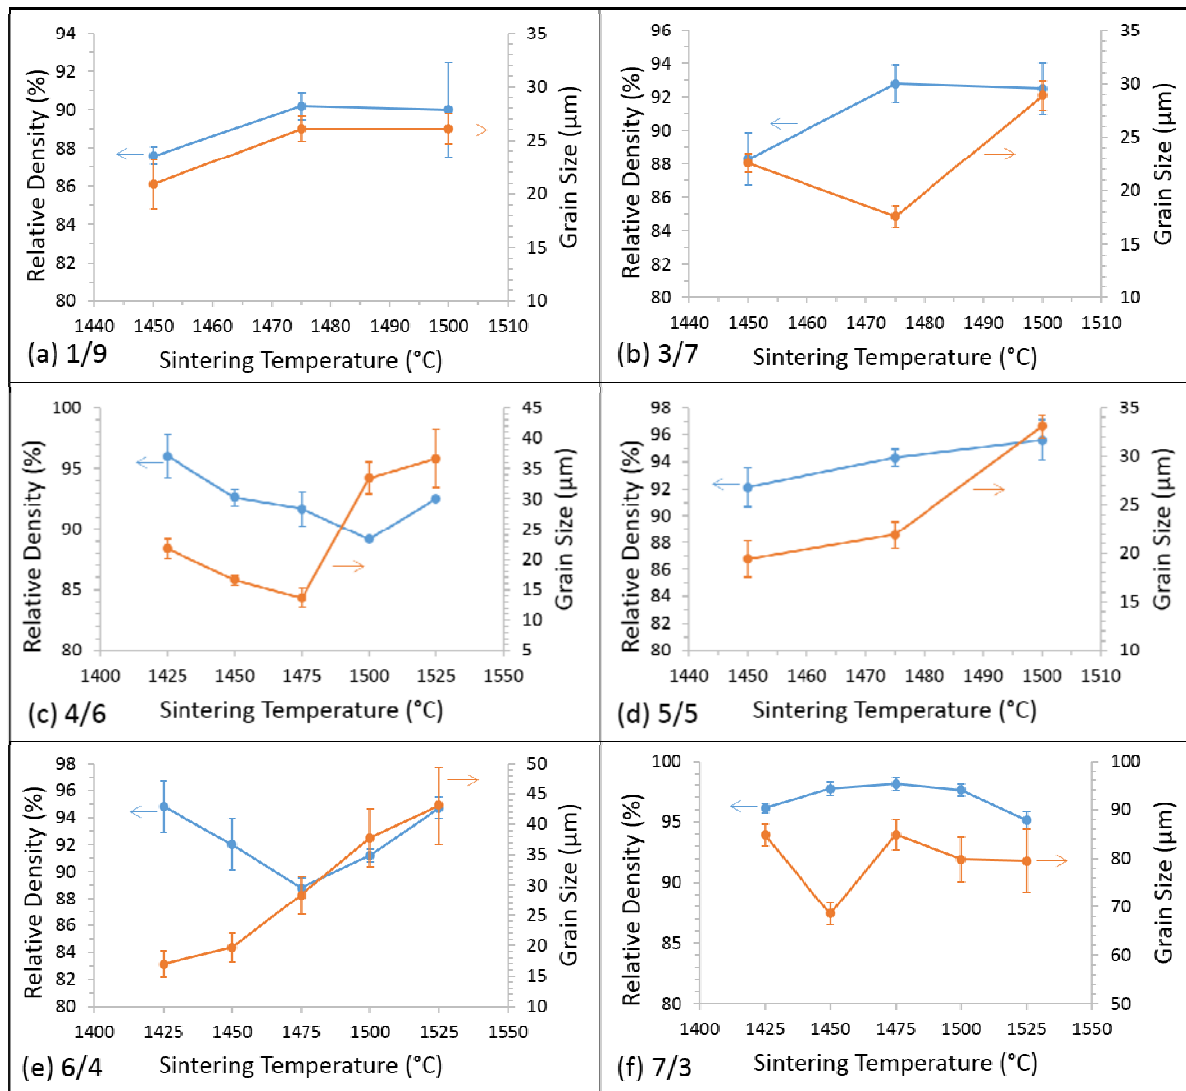 94
92
90
88
86
84
82
80
35
30
25
20
15
10
1440 1450 1460 1470 1480 1490 1500 1510
Relative Density (%)
Grain Size (µm)
(a) 1/9
Sintering Temperature (°C)
96
94
92
90
88
86
84
82
80
35
30
25
20
15
10
1440 1450 1460 1470 1480 1490 1500 1510
Relative Density (%)
Grain Size (µm)
(b) 3/7
Sintering Temperature (°C)
100
95
90
85
80
45
40
35
30
25
20
15
10
5
1400 1425 1450 1475 1500 1525 1550
Relative Density (%)
Grain Size (µm)
(c) 4/6
Sintering Temperature (°C)
98
96
94
92
90
88
86
84
82
80
35
30
25
20
15
10
1440 1450 1460 1470 1480 1490 1500 1510
Relative Density (%)
Grain Size (µm)
(d) 5/5
Sintering Temperature (°C)
98
96
94
92
90
88
86
84
82
80
50
45
40
35
30
25
20
15
10
1400 1425 1450 1475 1500 1525 1550
Relative Density (%)
Grain Size (µm)
(e) 6/4
Sintering Temperature (°C)
100
95
90
85
80
100
90
80
70
60
50
1400 1425 1450 1475 1500 1525 1550
Relative Density (%)
Grain Size (µm)
(f) 7/3
Sintering Temperature (°C)